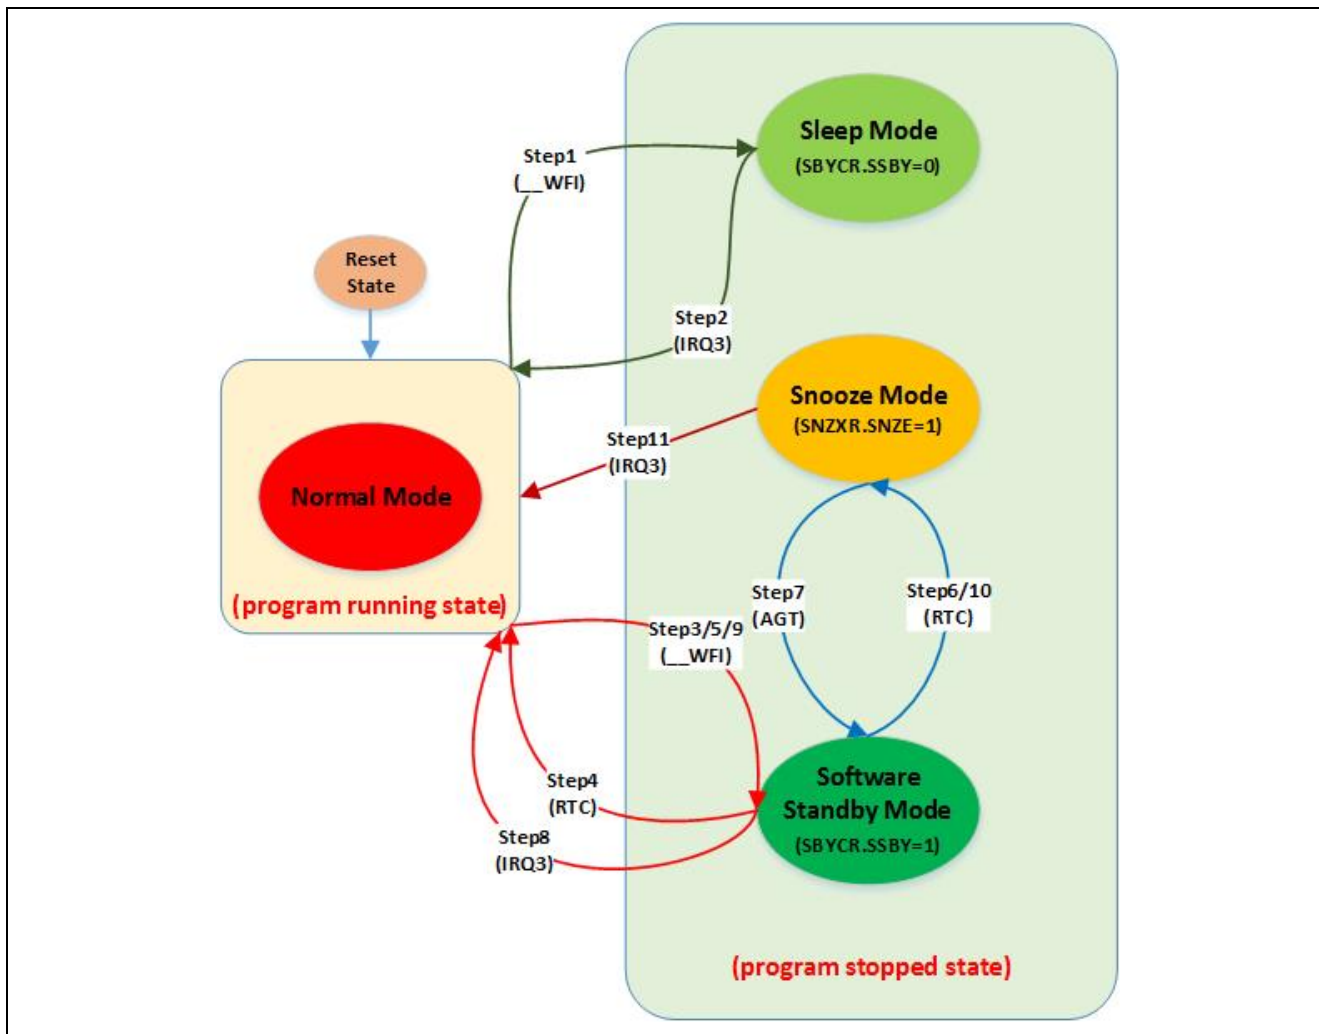 Sleep Mode
(SBYCR.SSBY=0)
Step1
(__WFI)
Reset
State
Step2
(IRQ3)
Snooze Mode
(SNZXR.SNZE=1)
Step11
(IRQ3)
Normal Mode
(program running state)
Step7
(AGT)
Step6/10
(RTC)
Step3/5/9
(__WFI)
Step4
(RTC)
Software
Standby Mode
(SBYCR.SSBY=1)
Step8
(IRQ3)
(program stopped state)